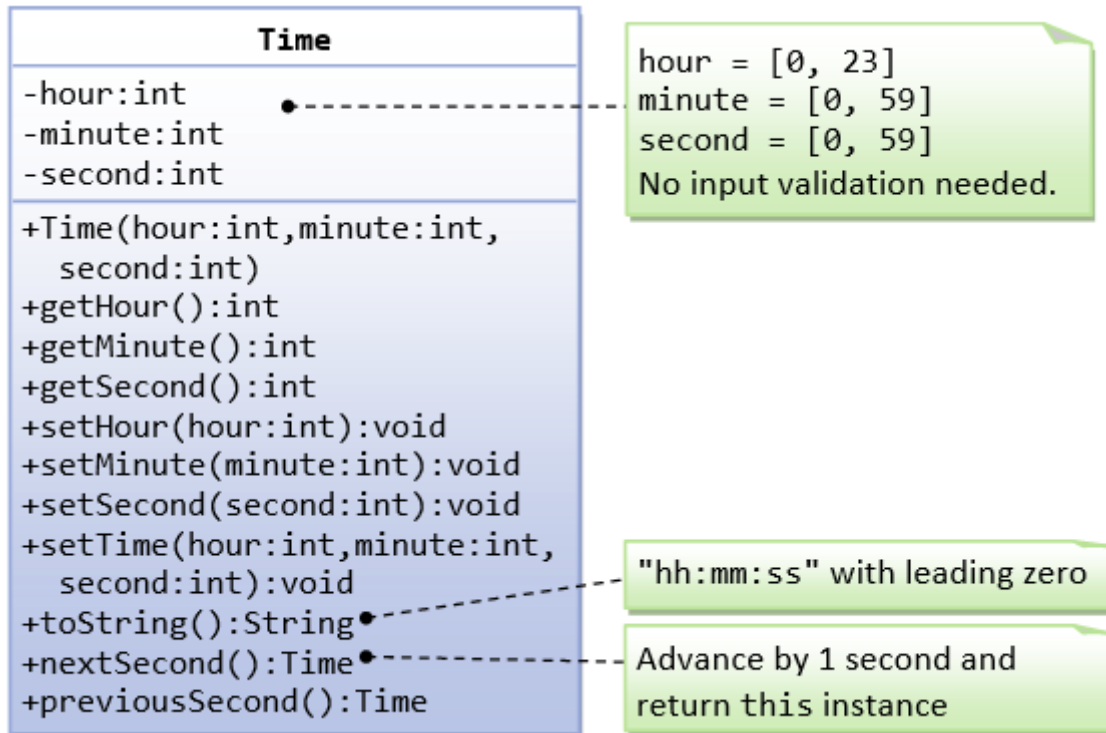 Time
-hour:int
-minute:int
-second:int
hour = [0, 23]
minute = [0, 59]
second = [0, 59]
No input validation needed.
+Time(hour:int,minute:int,
second:int)
+getHour():int
+getMinute():int
+getSecond():int
+setHour(hour:int):void
+setMinute(minute:int):void
+setSecond(second:int):void
+setTime(hour:int,minute:int,
second:int):void
+toString():String
"hh:mm:ss" with leading zero
+nextSecond():Time
+previousSecond():Time
Advance by 1 second and
return this instance